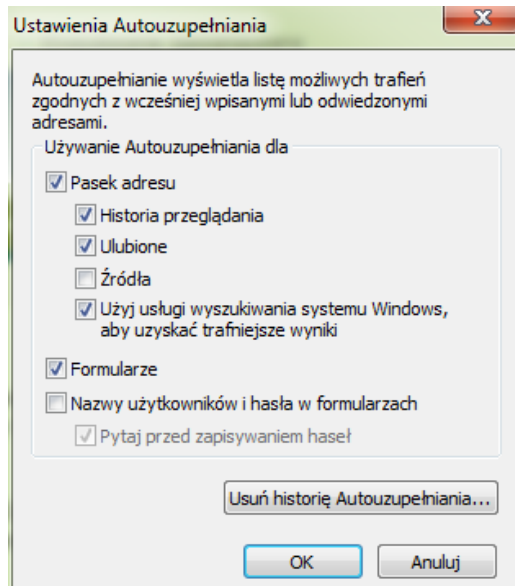 Ustawienia Autouzupełniania
Autouzupełnianie wyświetla listę możliwych trafień
zgodnych z wcześniej wpisanymi lub odwiedzonymi
adresami.
Używanie Autouzupełniania dla
Pasek adresu
Historia przeglądania
Ulubione
Źródła
Użyj usługi wyszukiwania systemu Windows,
aby uzyskać trafniejsze wyniki
Formularze
Nazwy użytkowników i hasła w formularzach
Pytaj przed zapisywaniem haseł
Usuń historię Autouzupełniania...
OK
Anuluj